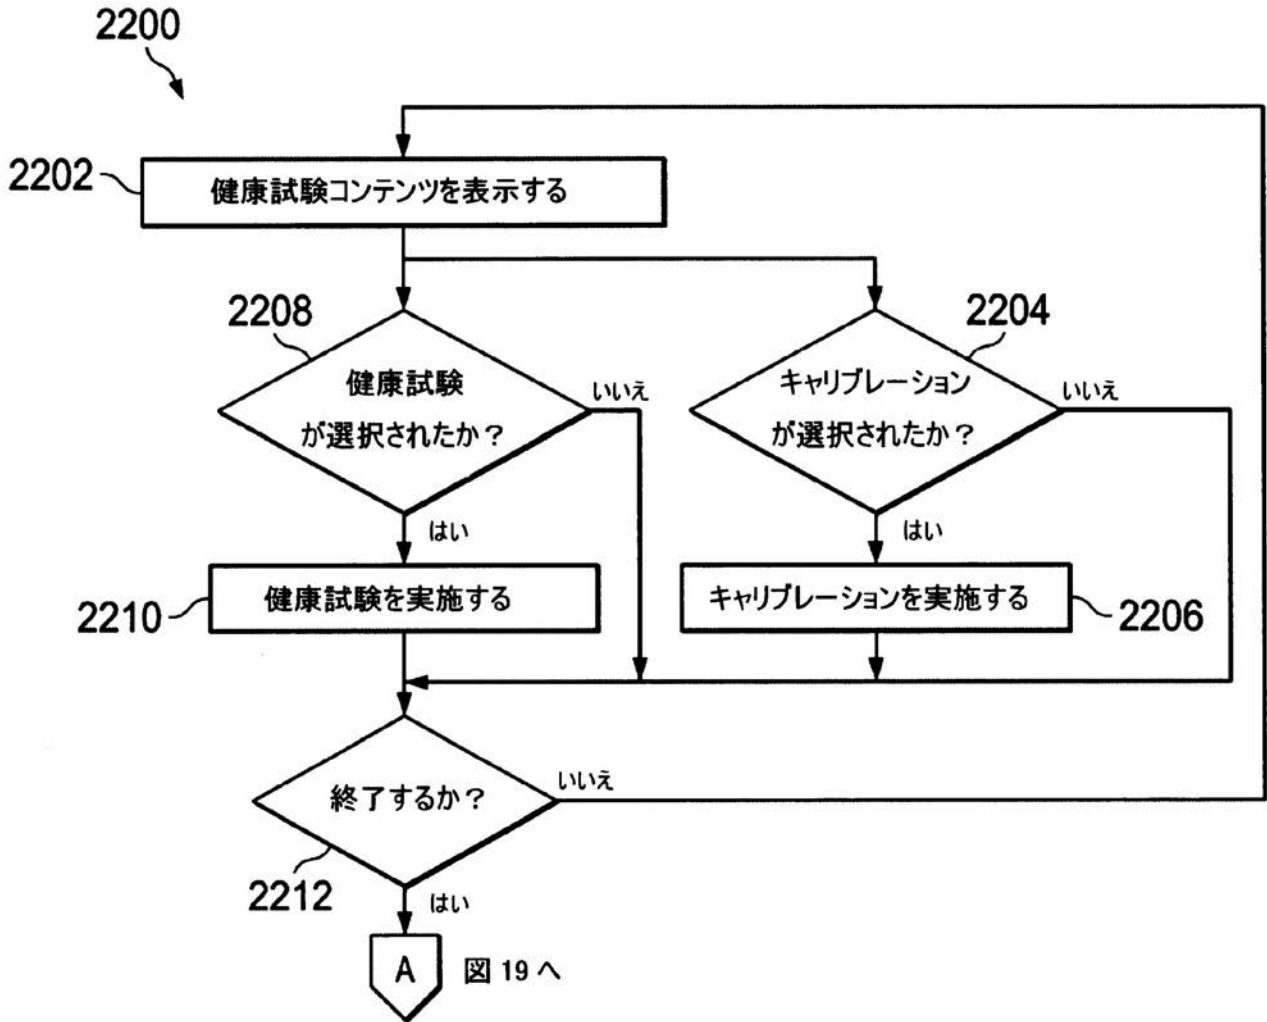 2200
2202
健康試験コンテンツを表示する
2208
健康試験
が選択されたか？
いいえ
はい
2204
キャリブレーション
が選択されたか？
いいえ
はい
2210
健康試験を実施する
キャリブレーションを実施する
2206
終了するか？
いいえ
2212
はい
A
図 19 へ